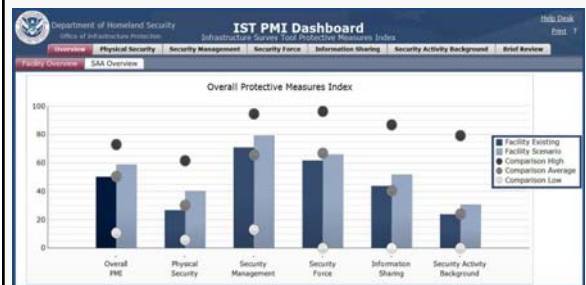 Department of Homeland Security
Office of Infrastructure Protection
IST PMI Dashboard
Infrastructure Survey Tool Protective Measures Index
Help Desk
Print ?
Overview Physical Security Security Management Security Force Information Sharing Security Activity Background Brief Review
Facility Overview SAA Overview
Overall Protective Measures Index
100
80
60
40
20
0
Facility Existing
Facility Scenario
Comparison High
Comparison Average
Comparison Low
Overall PMI
Physical Security
Security Management
Security Force
Information Sharing
Security Activity Background